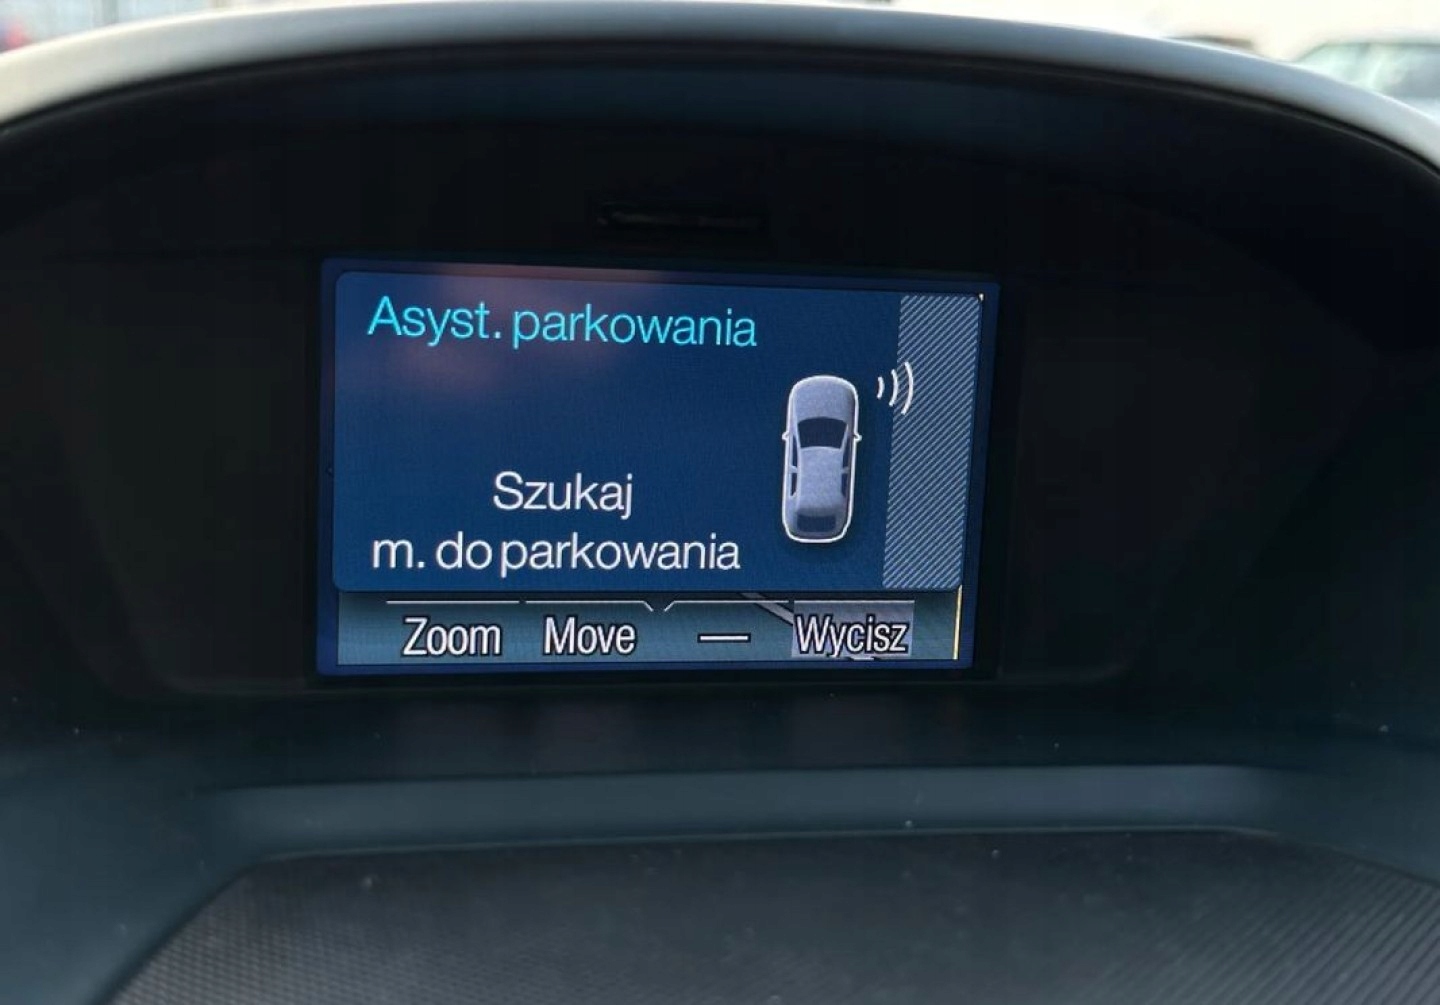 Asyst. parkowania
Szukaj
m. do parkowania
Zoom Move — Wycisz